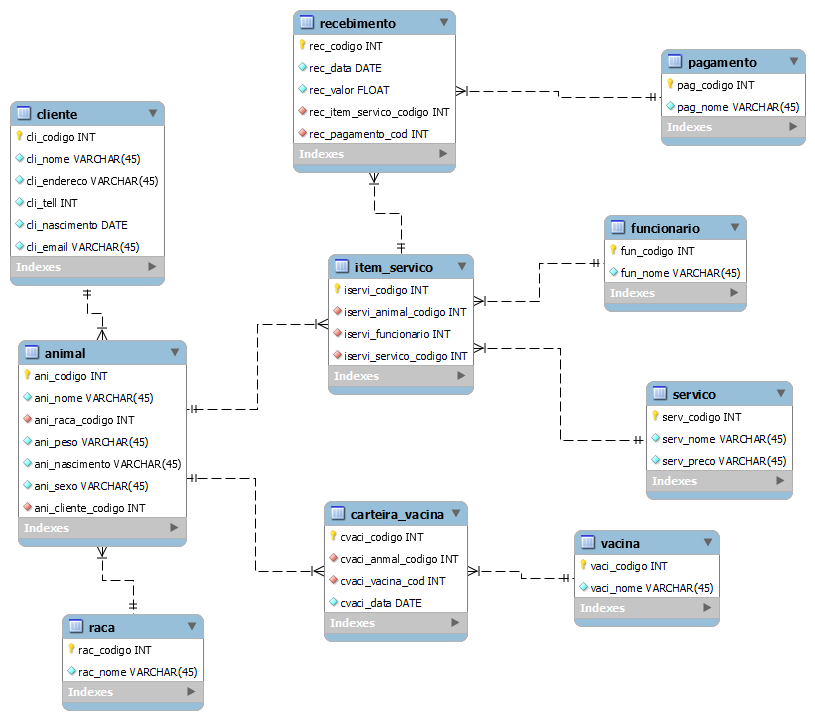 recebimento
rec_codigo INT
rec_data DATE
rec_valor FLOAT
rec_item_servico_codigo INT
rec_pagamento_cod INT
Indexes
pagamento
pag_codigo INT
pag_nome VARCHAR(45)
Indexes
cliente
cli_codigo INT
cli_nome VARCHAR(45)
cli_endereco VARCHAR(45)
cli_tell INT
cli_nascimento DATE
cli_email VARCHAR(45)
Indexes
funcionario
fun_codigo INT
fun_nome VARCHAR(45)
Indexes
item_servico
iservi_codigo INT
iservi_animal_codigo INT
iservi_funcionario INT
iservi_servico_codigo INT
Indexes
animal
ani_codigo INT
ani_nome VARCHAR(45)
ani_raca_codigo INT
ani_peso VARCHAR(45)
ani_nascimento VARCHAR(45)
ani_sexo VARCHAR(45)
ani_cliente_codigo INT
Indexes
servico
serv_codigo INT
serv_nome VARCHAR(45)
serv_preco VARCHAR(45)
Indexes
carteira_vacina
cvaci_codigo INT
cvaci_anmal_codigo INT
cvaci_vacina_cod INT
cvaci_data DATE
Indexes
vacina
vaci_codigo INT
vaci_nome VARCHAR(45)
Indexes
raca
rac_codigo INT
rac_nome VARCHAR(45)
Indexes